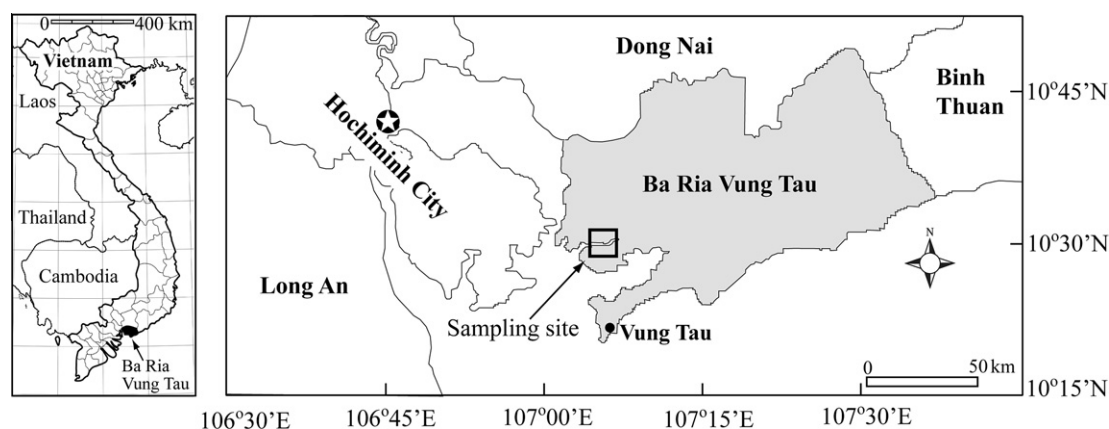 0 400 km
Vietnam
Laos
Thailand
Cambodia
Ba Ria
Vung Tau
Dong Nai
Binh
Thuan
Hochiminh City
Ba Ria Vung Tau
Long An
Sampling site
Vung Tau
N
0 50 km
10°45'N
10°30'N
10°15'N
106°30'E 106°45'E 107°00'E 107°15'E 107°30'E